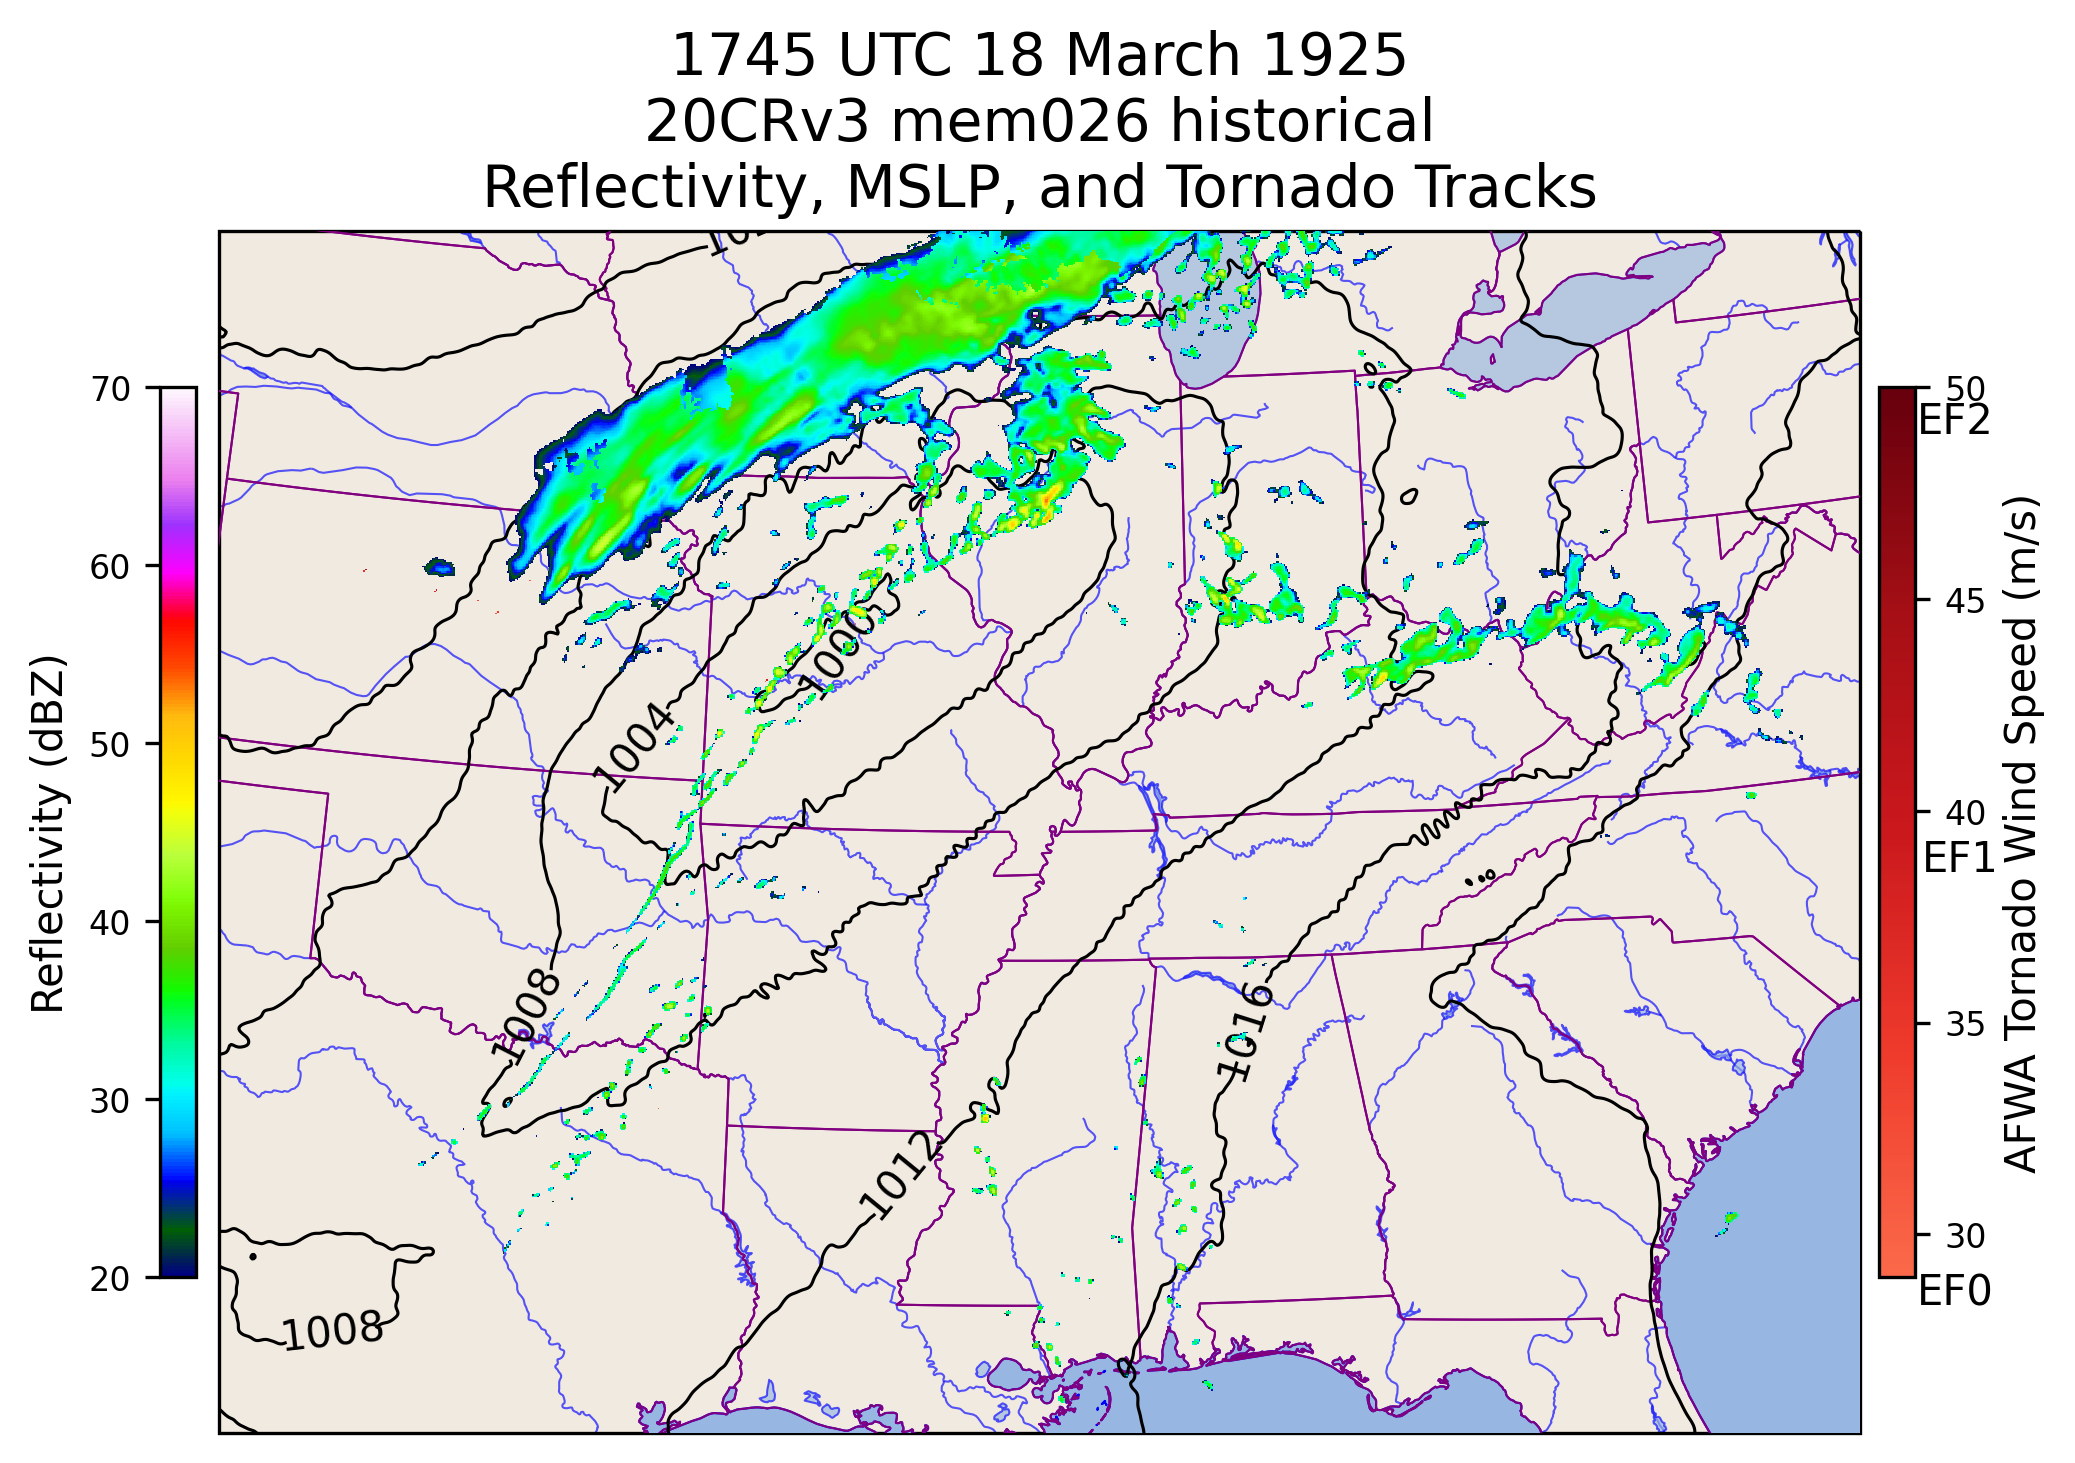 1745 UTC 18 March 1925
20CRv3 mem026 historical
Reflectivity, MSLP, and Tornado Tracks
Reflectivity (dBZ)
70
60
50
40
30
20
1000
1004
1008
1016
1012
1008
50
EF2
45
40
EF1
35
30
EF0
AFWA Tornado Wind Speed (m/s)